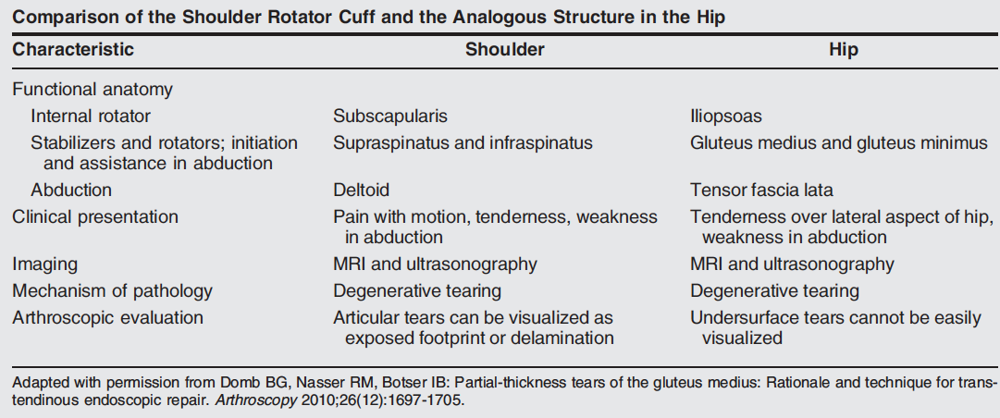 Comparison of the Shoulder Rotator Cuff and the Analogous Structure in the Hip
Characteristic Shoulder Hip
Functional anatomy
Internal rotator Subscapularis Iliopsoas
Stabilizers and rotators; initiation Supraspinatus and infraspinatus Gluteus medius and gluteus minimus
and assistance in abduction
Abduction Deltoid Tensor fascia lata
Clinical presentation Pain with motion, tenderness, weakness Tenderness over lateral aspect of hip,
in abduction weakness in abduction
Imaging MRI and ultrasonography MRI and ultrasonography
Mechanism of pathology Degenerative tearing Degenerative tearing
Arthroscopic evaluation Articular tears can be visualized as Undersurface tears cannot be easily
exposed footprint or delamination visualized
Adapted with permission from Domb BG, Nasser RM, Botser IB: Partial-thickness tears of the gluteus medius: Rationale and technique for trans-
tendinous endoscopic repair. Arthroscopy 2010;26(12):1697-1705.